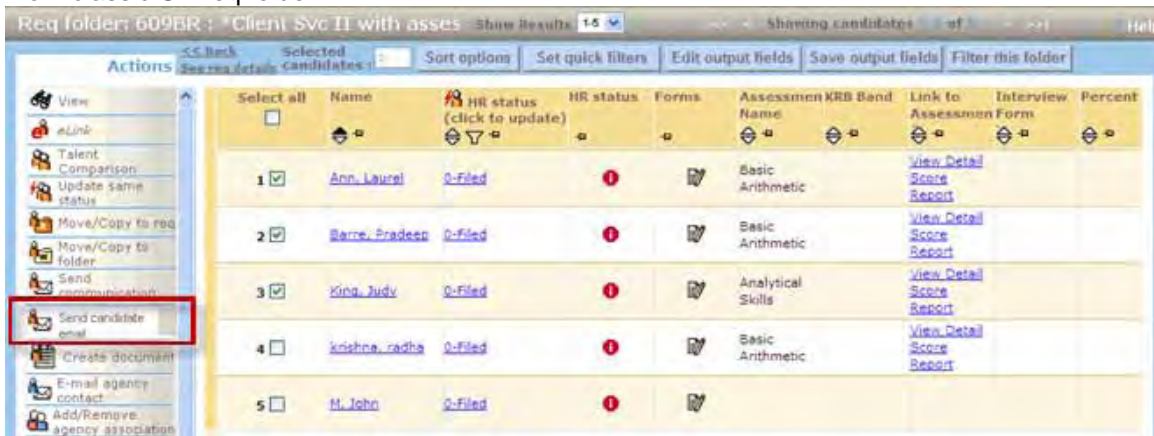 Req folder: 609BR : *Client Svc II with asses Show Results 1-5 Showing candidates of Help
Actions << Back Selected Sort options Set quick filters Edit output fields Save output fields Filter this folder
See req details candidates :
View
eLink
Talent
Comparison
Update same
status
Move/Copy to req
Move/Copy to
folder
Send
communication
Send candidate
email
Create document
E-mail agency
contact
Add/Remove
agency association
Select all Name HR status HR status Forms Assessmen KRB Band Link to Interview Percent
(click to update) Name Assessmen Form
1 Ann, Laurel 0-Filed Basic Arithmetic View Detail Score Report
2 Barre, Pradeep 0-Filed Basic Arithmetic View Detail Score Report
3 King, Judy 0-Filed Analytical Skills View Detail Score Report
4 krishna, radha 0-Filed Basic Arithmetic View Detail Score Report
5 M, John 0-Filed